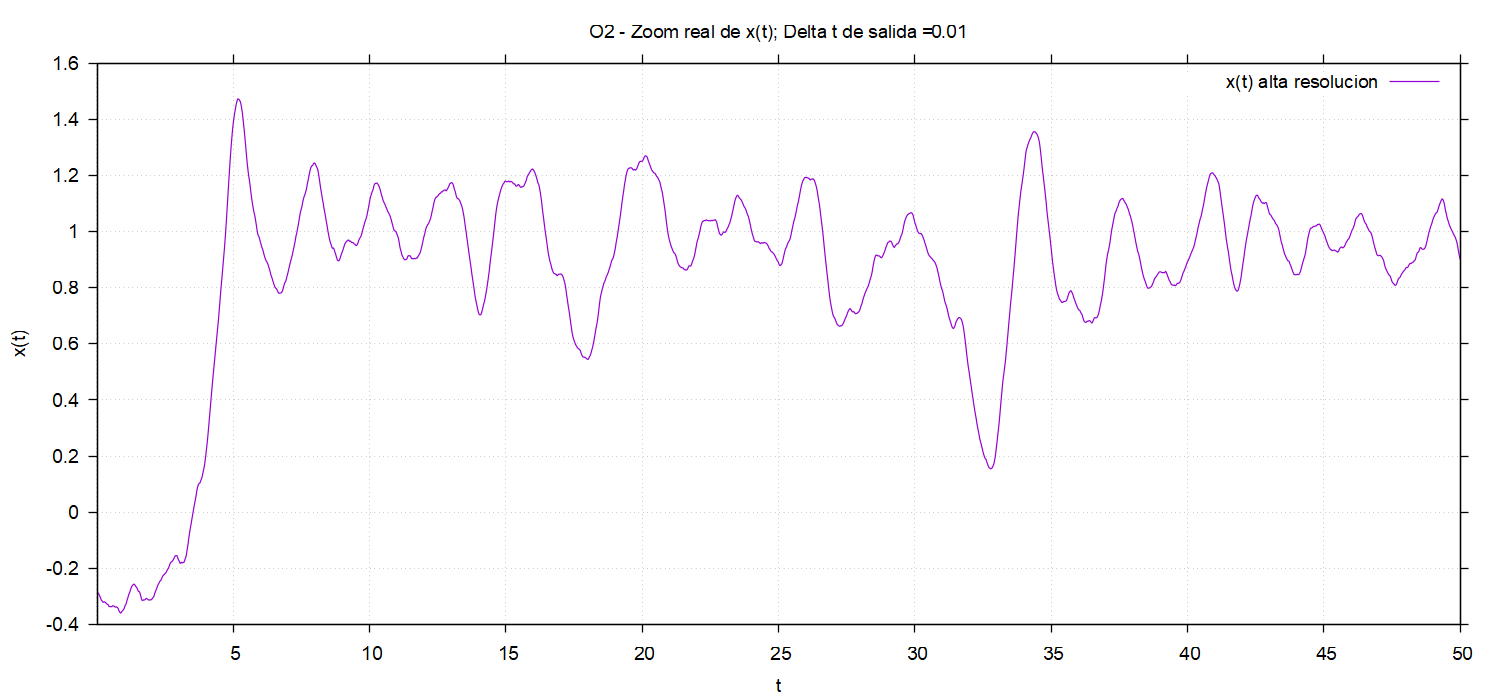 O2 - Zoom real de x(t); Delta t de salida =0.01
x(t) alta resolucion
1.6
1.4
1.2
1
0.8
0.6
0.4
0.2
0
-0.2
-0.4
x(t)
5 10 15 20 25 30 35 40 45 50
t